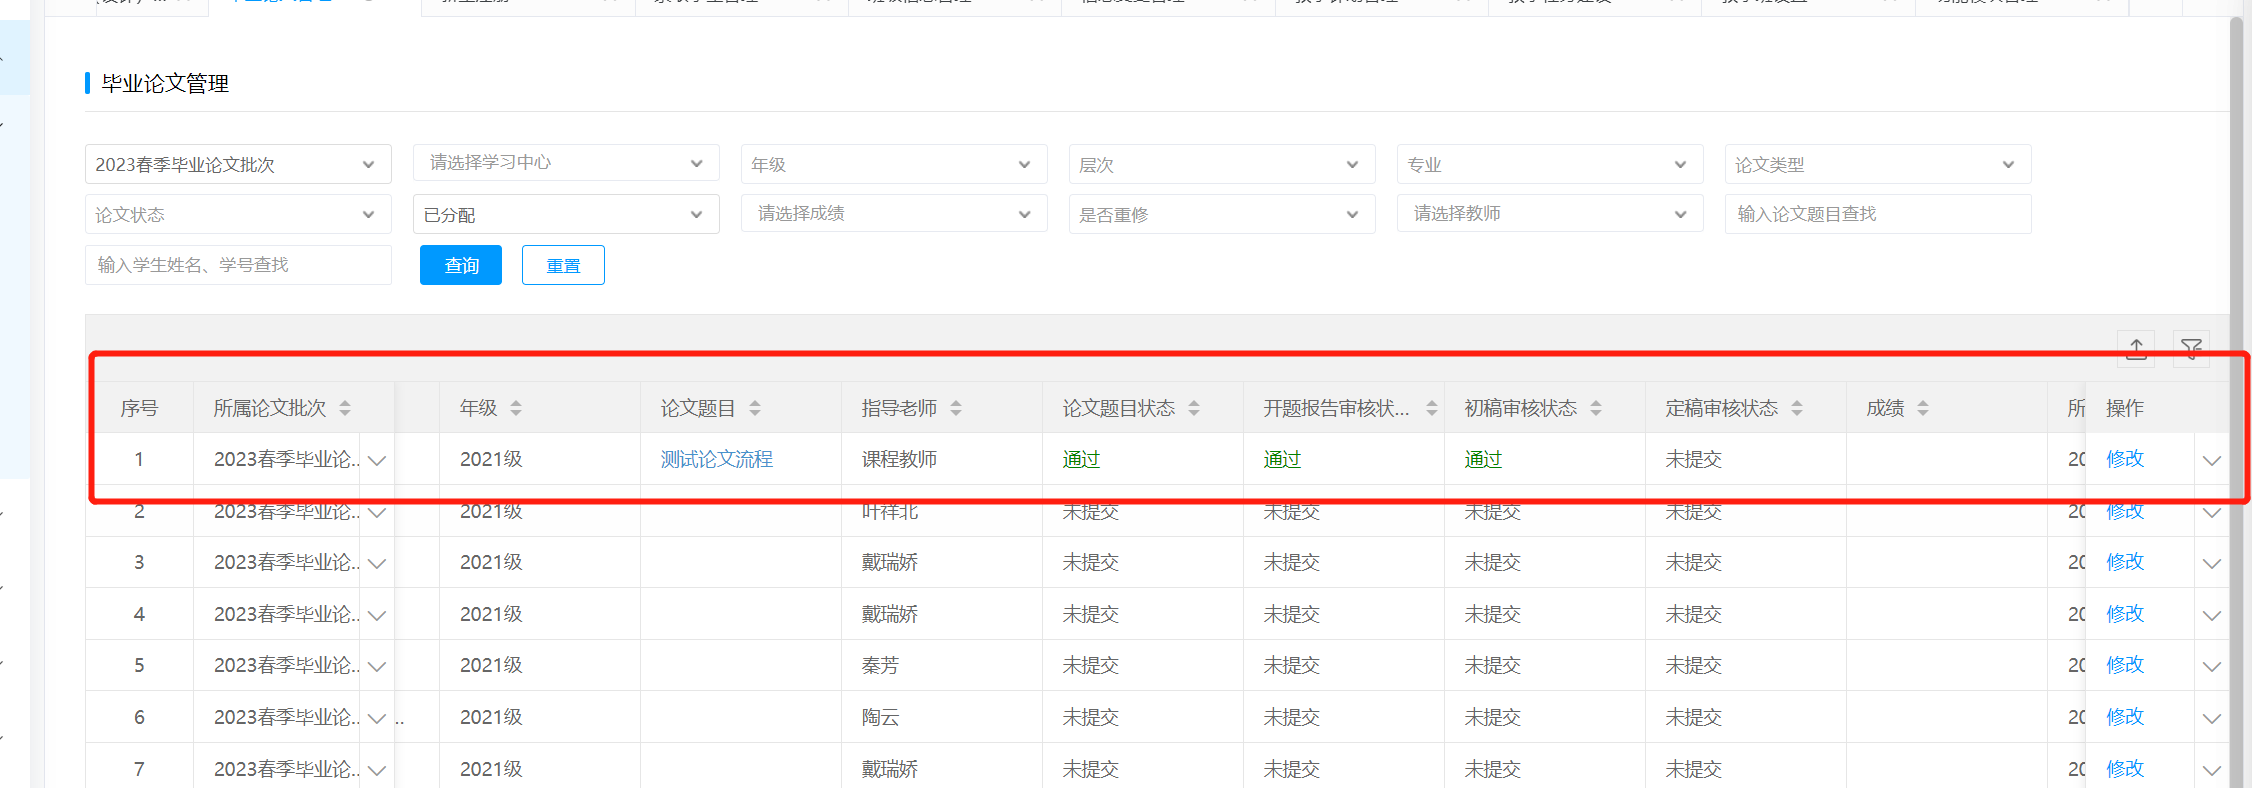 毕业论文管理
2023春季毕业论文批次 请选择学习中心 年级 层次 专业 论文类型
论文状态 已分配 请选择成绩 是否重修 请选择教师 输入论文题目查找
输入学生姓名、学号查找 查询 重置
序号 所属论文批次 年级 论文题目 指导老师 论文题目状态 开题报告审核状... 初稿审核状态 定稿审核状态 成绩 所 操作
1 2023春季毕业论.. 2021级 测试论文流程 课程教师 通过 通过 通过 未提交 20 修改
2 2023春季毕业论.. 2021级 叶祥北 未提交 未提交 未提交 未提交 20 修改
3 2023春季毕业论.. 2021级 戴瑞娇 未提交 未提交 未提交 未提交 20 修改
4 2023春季毕业论.. 2021级 戴瑞娇 未提交 未提交 未提交 未提交 20 修改
5 2023春季毕业论.. 2021级 秦芳 未提交 未提交 未提交 未提交 20 修改
6 2023春季毕业论.. .. 2021级 陶云 未提交 未提交 未提交 未提交 20 修改
7 2023春季毕业论.. 2021级 戴瑞娇 未提交 未提交 未提交 未提交 20 修改